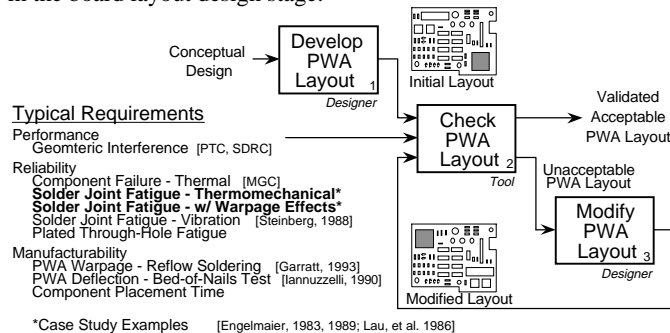 in the board layout design stage.
Conceptual
Design
Develop
PWA
Layout 1
Designer
Initial Layout
Check
PWA
Layout 2
Tool
Validated
Acceptable
PWA Layout
Unacceptable
PWA Layout
Modify
PWA
Layout 3
Designer
Modified Layout
Typical Requirements
Performance
Geomteric Interference [PTC, SDRC]
Reliability
Component Failure - Thermal [MGC]
Solder Joint Fatigue - Thermomechanical*
Solder Joint Fatigue - w/ Warpage Effects*
Solder Joint Fatigue - Vibration [Steinberg, 1988]
Plated Through-Hole Fatigue
Manufacturability
PWA Warpage - Reflow Soldering [Garratt, 1993]
PWA Deflection - Bed-of-Nails Test [Iannuzzelli, 1990]
Component Placement Time
*Case Study Examples [Engelmaier, 1983, 1989; Lau, et al. 1986]